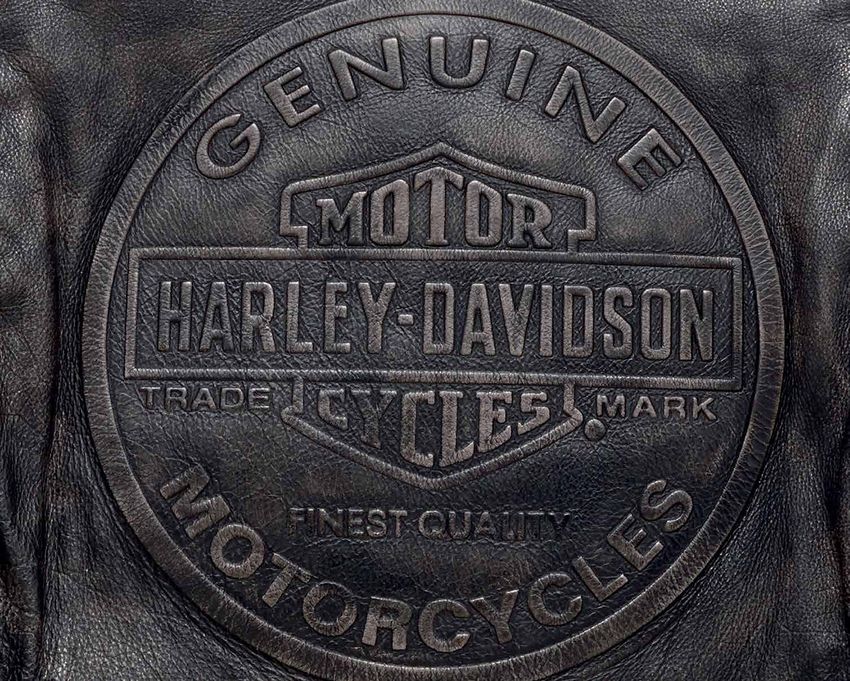 GENUINE
MOTOR
HARLEY-DAVIDSON
TRADE CYCLES MARK
FINEST QUALITY
MOTORCYCLES